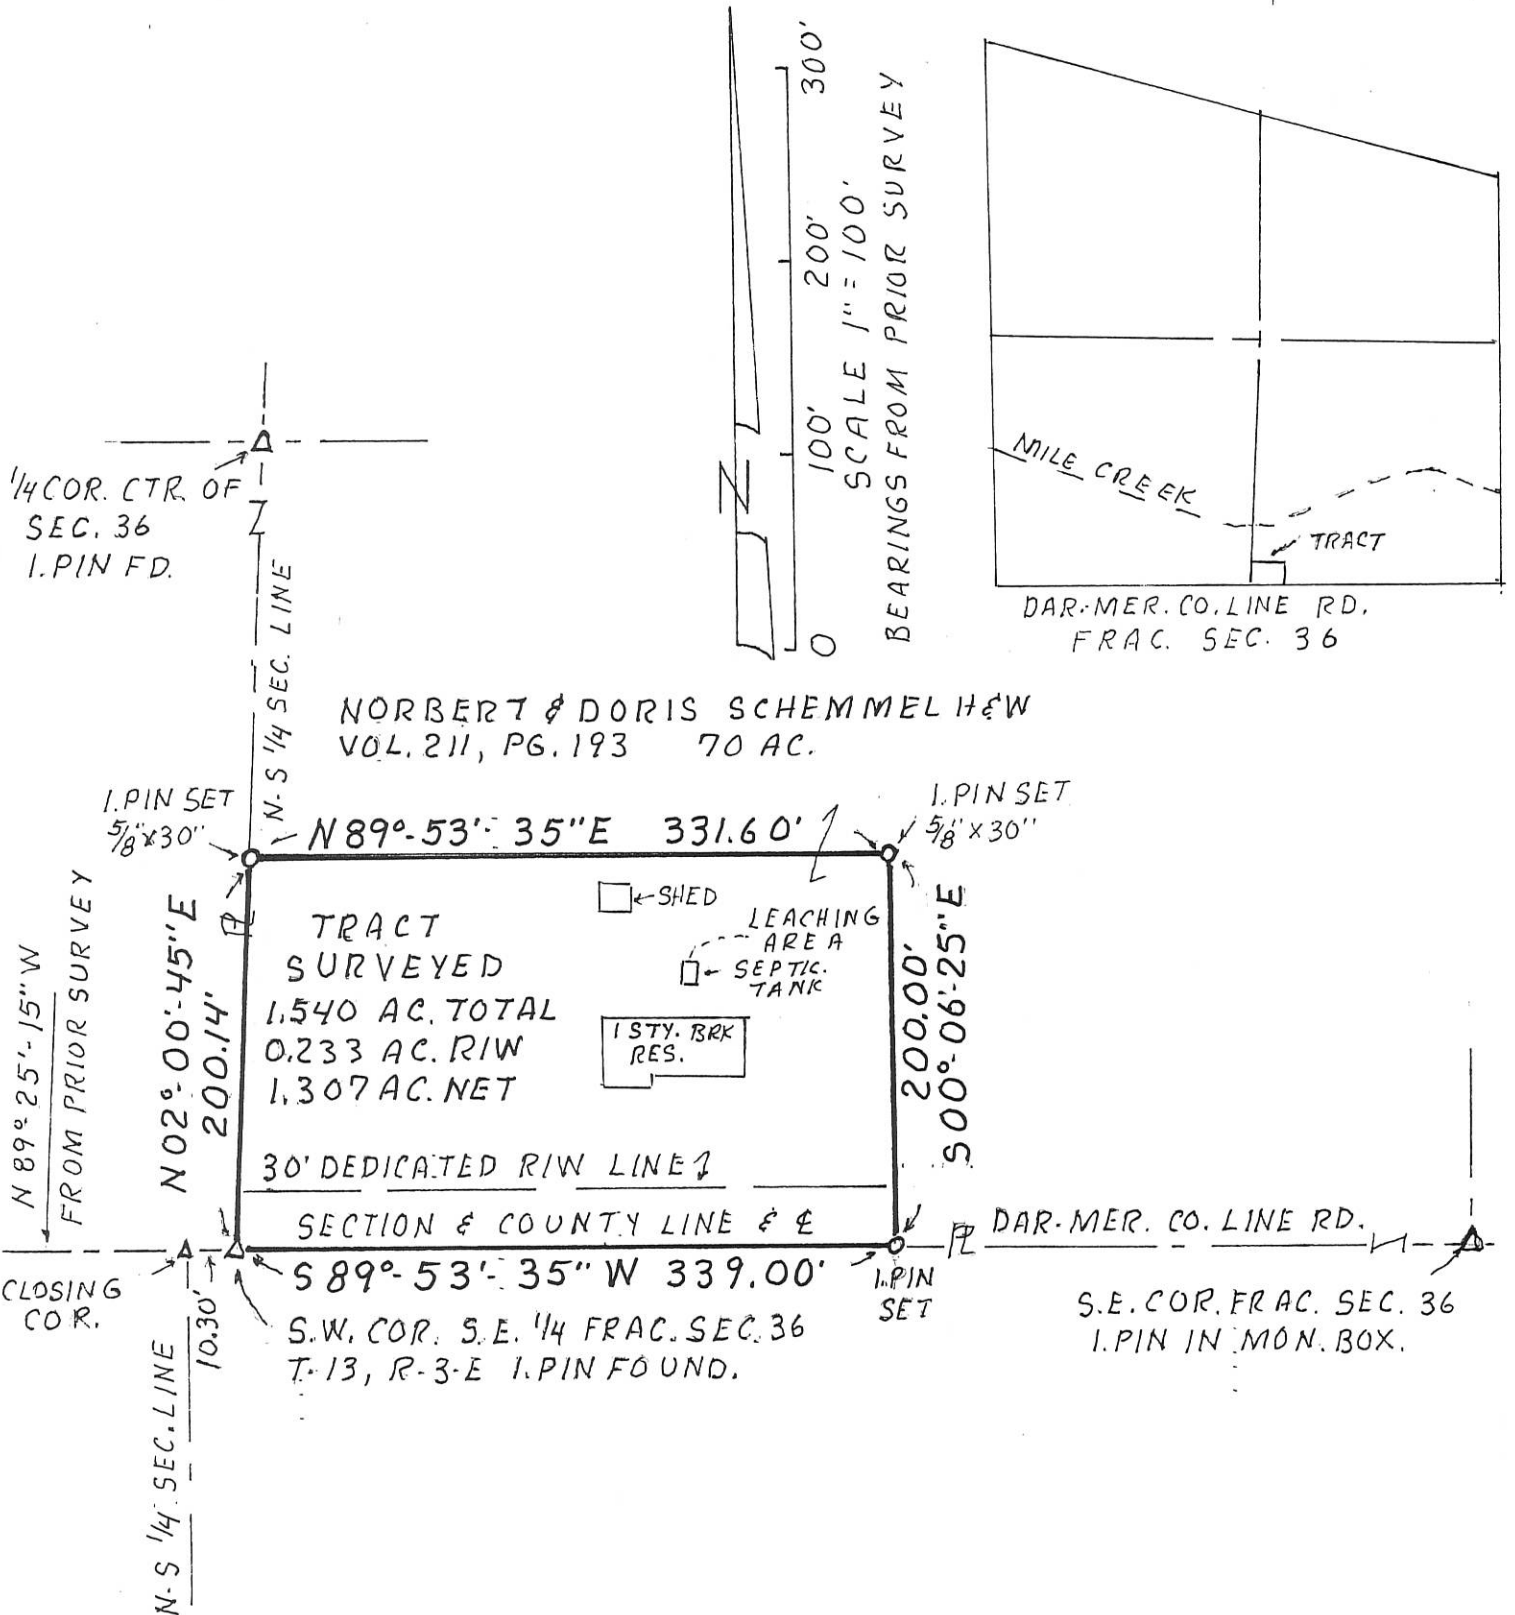 300'
200'
100'
0
SCALE 1" = 100'
BEARINGS FROM PRIOR SURVEY
N
MILE CREEK
TRACT
DAR.-MER. CO. LINE RD.
FRAC. SEC. 36
1/4 COR. CTR. OF
SEC. 36
I. PIN FD.
N-S 1/4 SEC. LINE
NORBERT & DORIS SCHEMMEL H&W
VOL. 211, PG. 193 70 AC.
I. PIN SET
5/8" X 30"
N 89°-53'-35" E 331.60'
I. PIN SET
5/8" X 30"
N 89°-25'-15" W
FROM PRIOR SURVEY
N 02°-00'-45" E
200.14'
PL
TRACT
SURVEYED
1.540 AC. TOTAL
0.233 AC. R/W
1.307 AC. NET
SHED
LEACHING
AREA
SEPTIC.
TANK
1 STY. BRK
RES.
200.00'
S 00°-06'-25" E
30' DEDICATED R/W LINE
SECTION & COUNTY LINE & ℄
PL DAR.-MER. CO. LINE RD.
S 89°-53'-35" W 339.00'
CLOSING
COR.
10.30'
N-S 1/4 SEC. LINE
S.W. COR. S.E. 1/4 FRAC. SEC. 36
T-13, R-3-E I. PIN FOUND.
I. PIN
SET
S.E. COR. FRAC. SEC. 36
I. PIN IN MON. BOX.